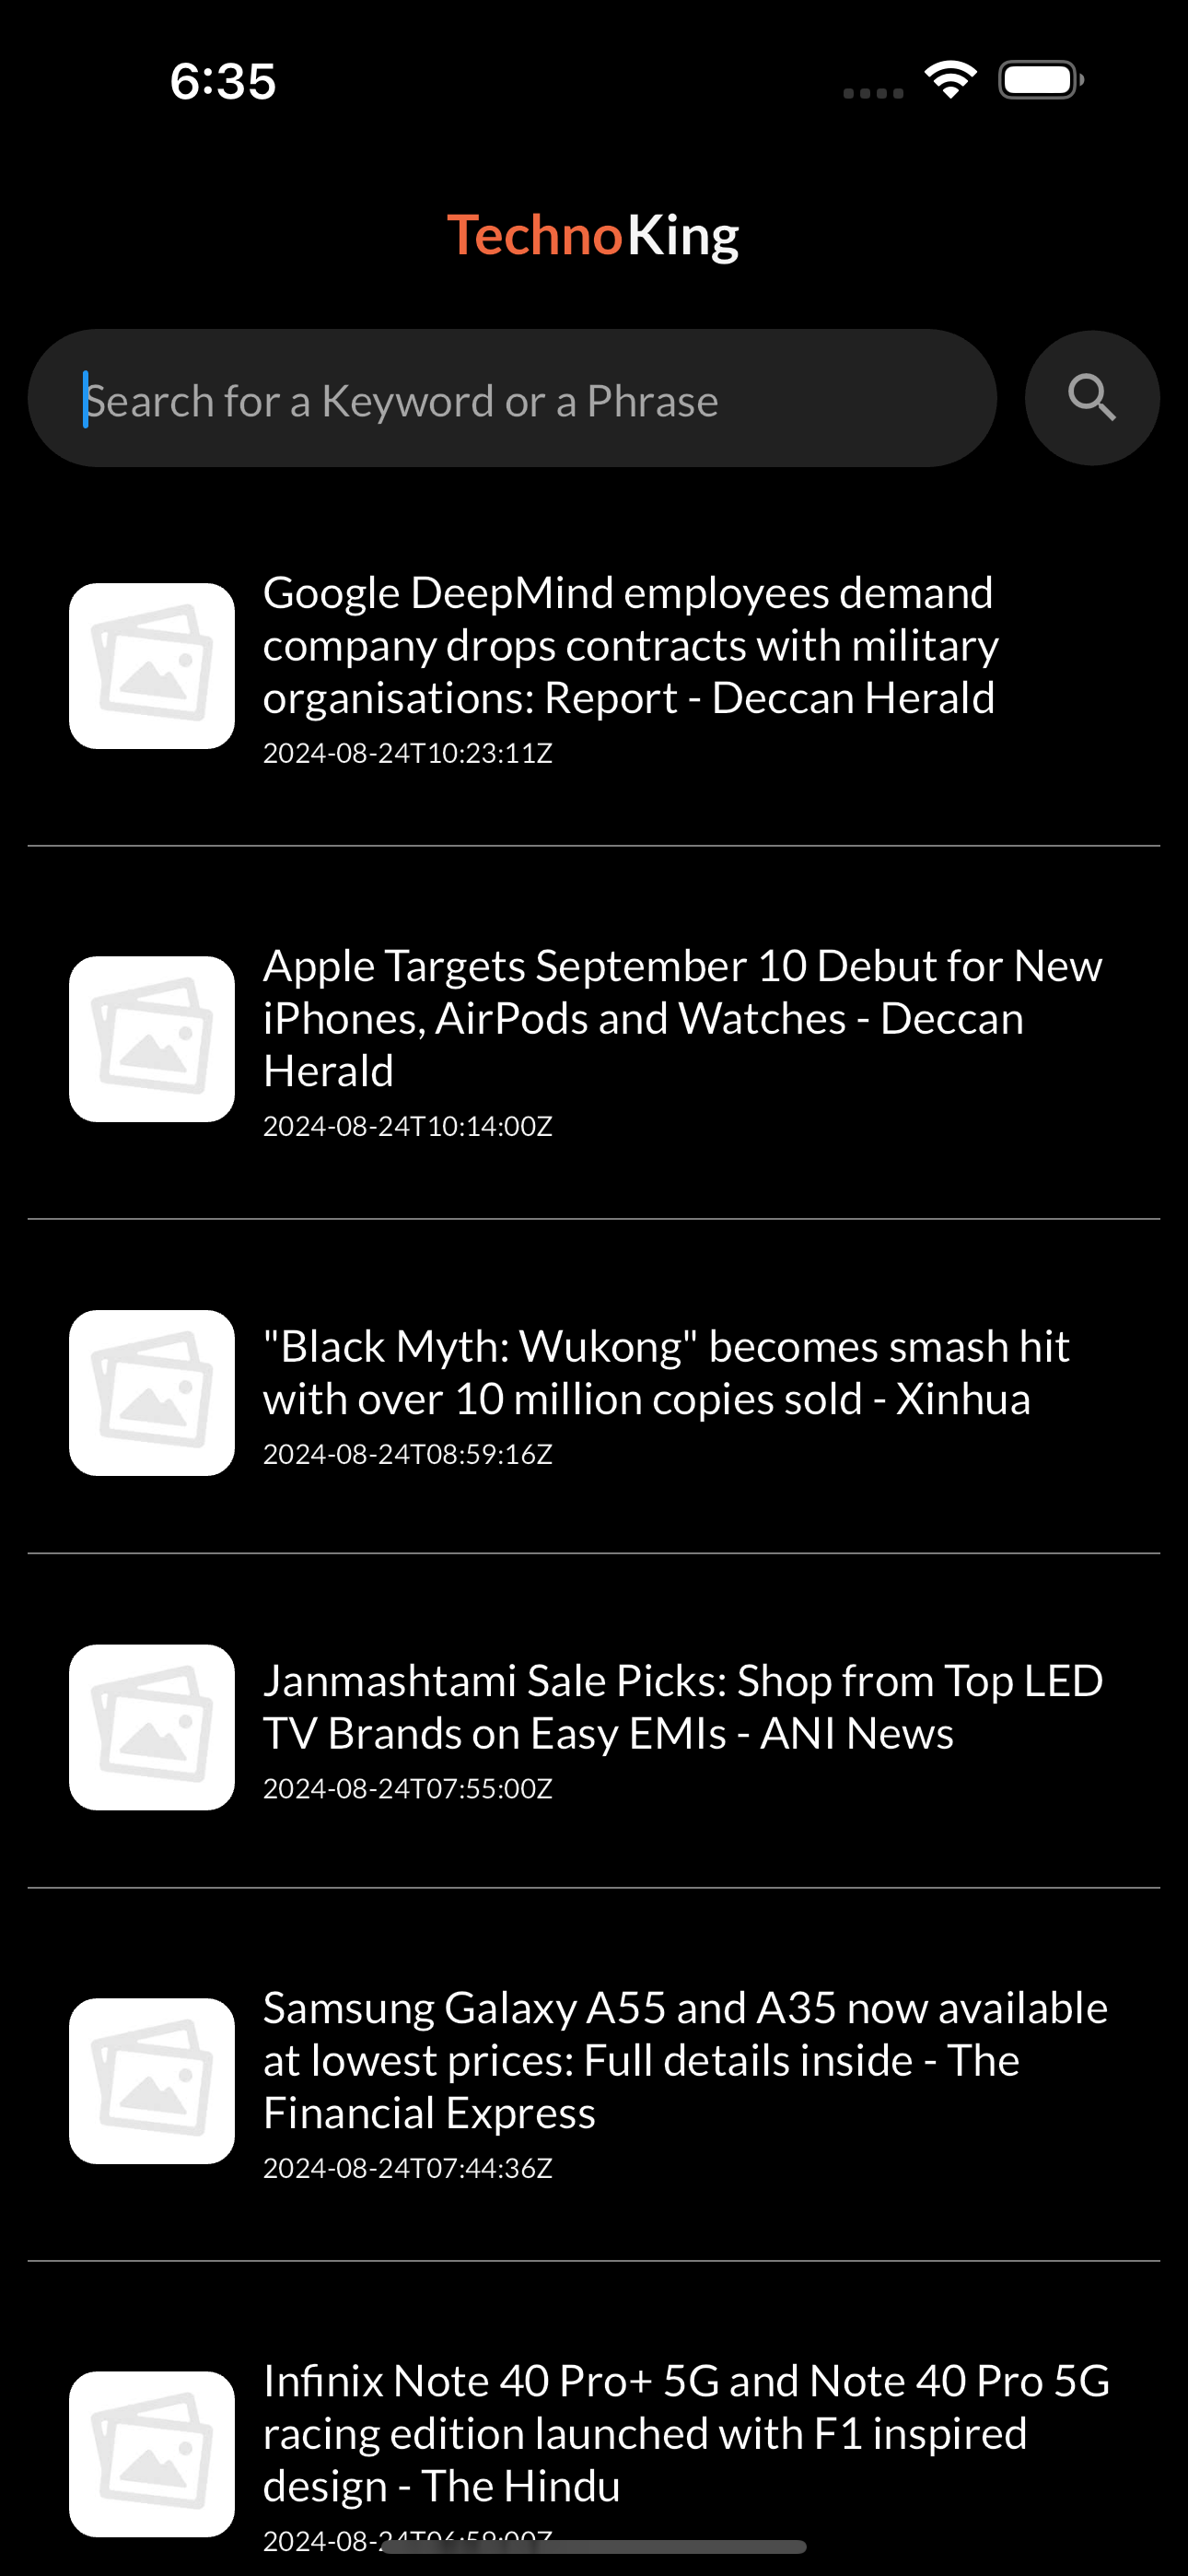 6:35
TechnoKing
Search for a Keyword or a Phrase
Google DeepMind employees demand
company drops contracts with military
organisations: Report - Deccan Herald
2024-08-24T10:23:11Z
Apple Targets September 10 Debut for New
iPhones, AirPods and Watches - Deccan
Herald
2024-08-24T10:14:00Z
"Black Myth: Wukong" becomes smash hit
with over 10 million copies sold - Xinhua
2024-08-24T08:59:16Z
Janmashtami Sale Picks: Shop from Top LED
TV Brands on Easy EMIs - ANI News
2024-08-24T07:55:00Z
Samsung Galaxy A55 and A35 now available
at lowest prices: Full details inside - The
Financial Express
2024-08-24T07:44:36Z
Infinix Note 40 Pro+ 5G and Note 40 Pro 5G
racing edition launched with F1 inspired
design - The Hindu
2024-08-24T06:59:00Z